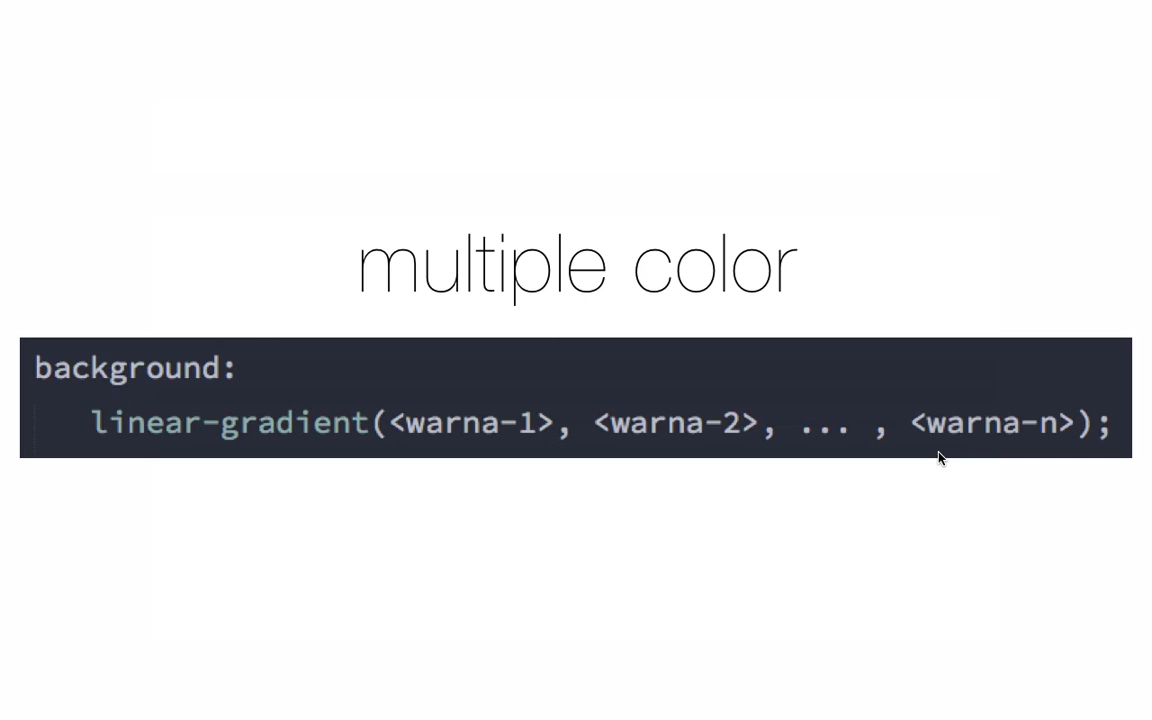 multiple color
background:
linear-gradient(<warna-1>, <warna-2>, ... , <warna-n>);